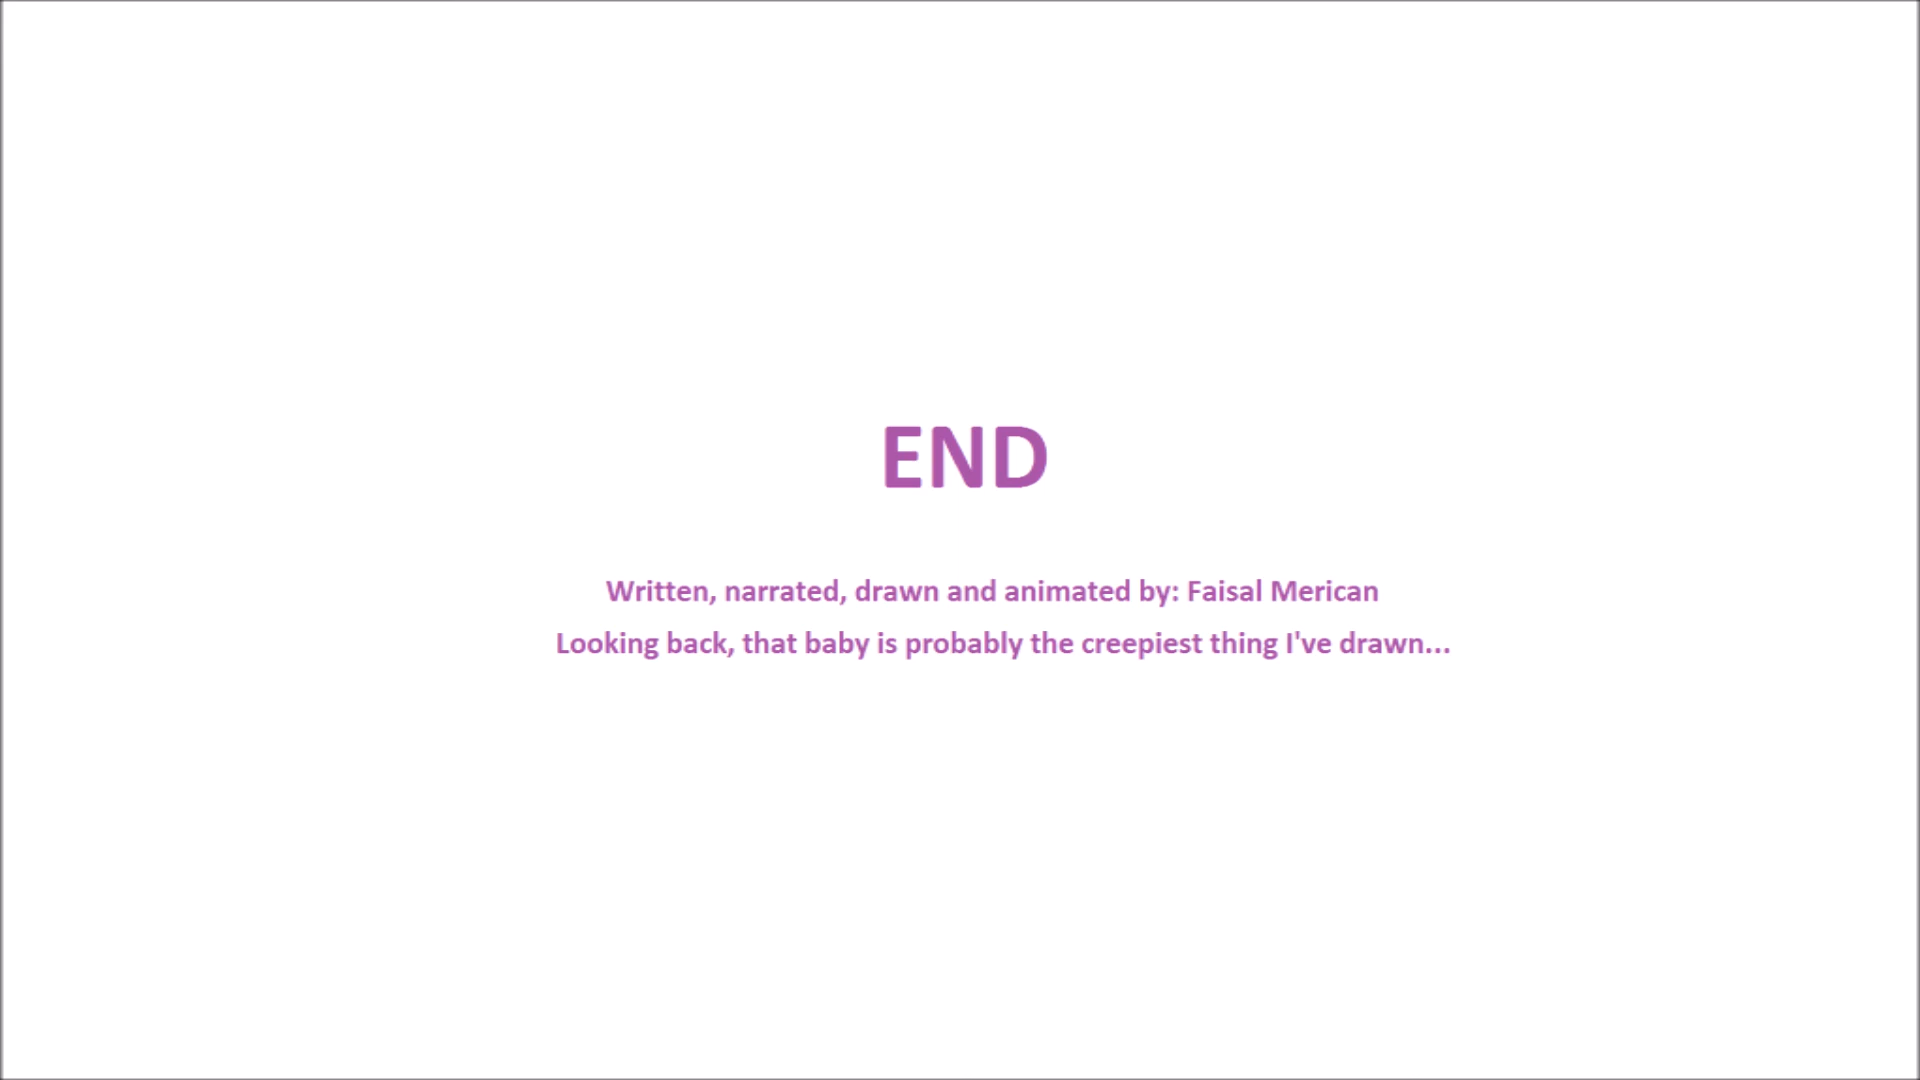 END
Written, narrated, drawn and animated by: Faisal Merican
Looking back, that baby is probably the creepiest thing I've drawn...